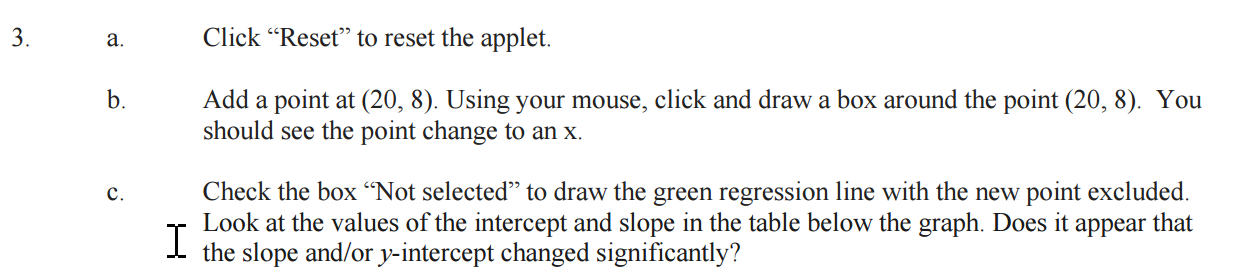 3. a. Click “Reset” to reset the applet.
b. Add a point at (20, 8). Using your mouse, click and draw a box around the point (20, 8). You
should see the point change to an x.
c. Check the box “Not selected” to draw the green regression line with the new point excluded.
Look at the values of the intercept and slope in the table below the graph. Does it appear that
the slope and/or y-intercept changed significantly?